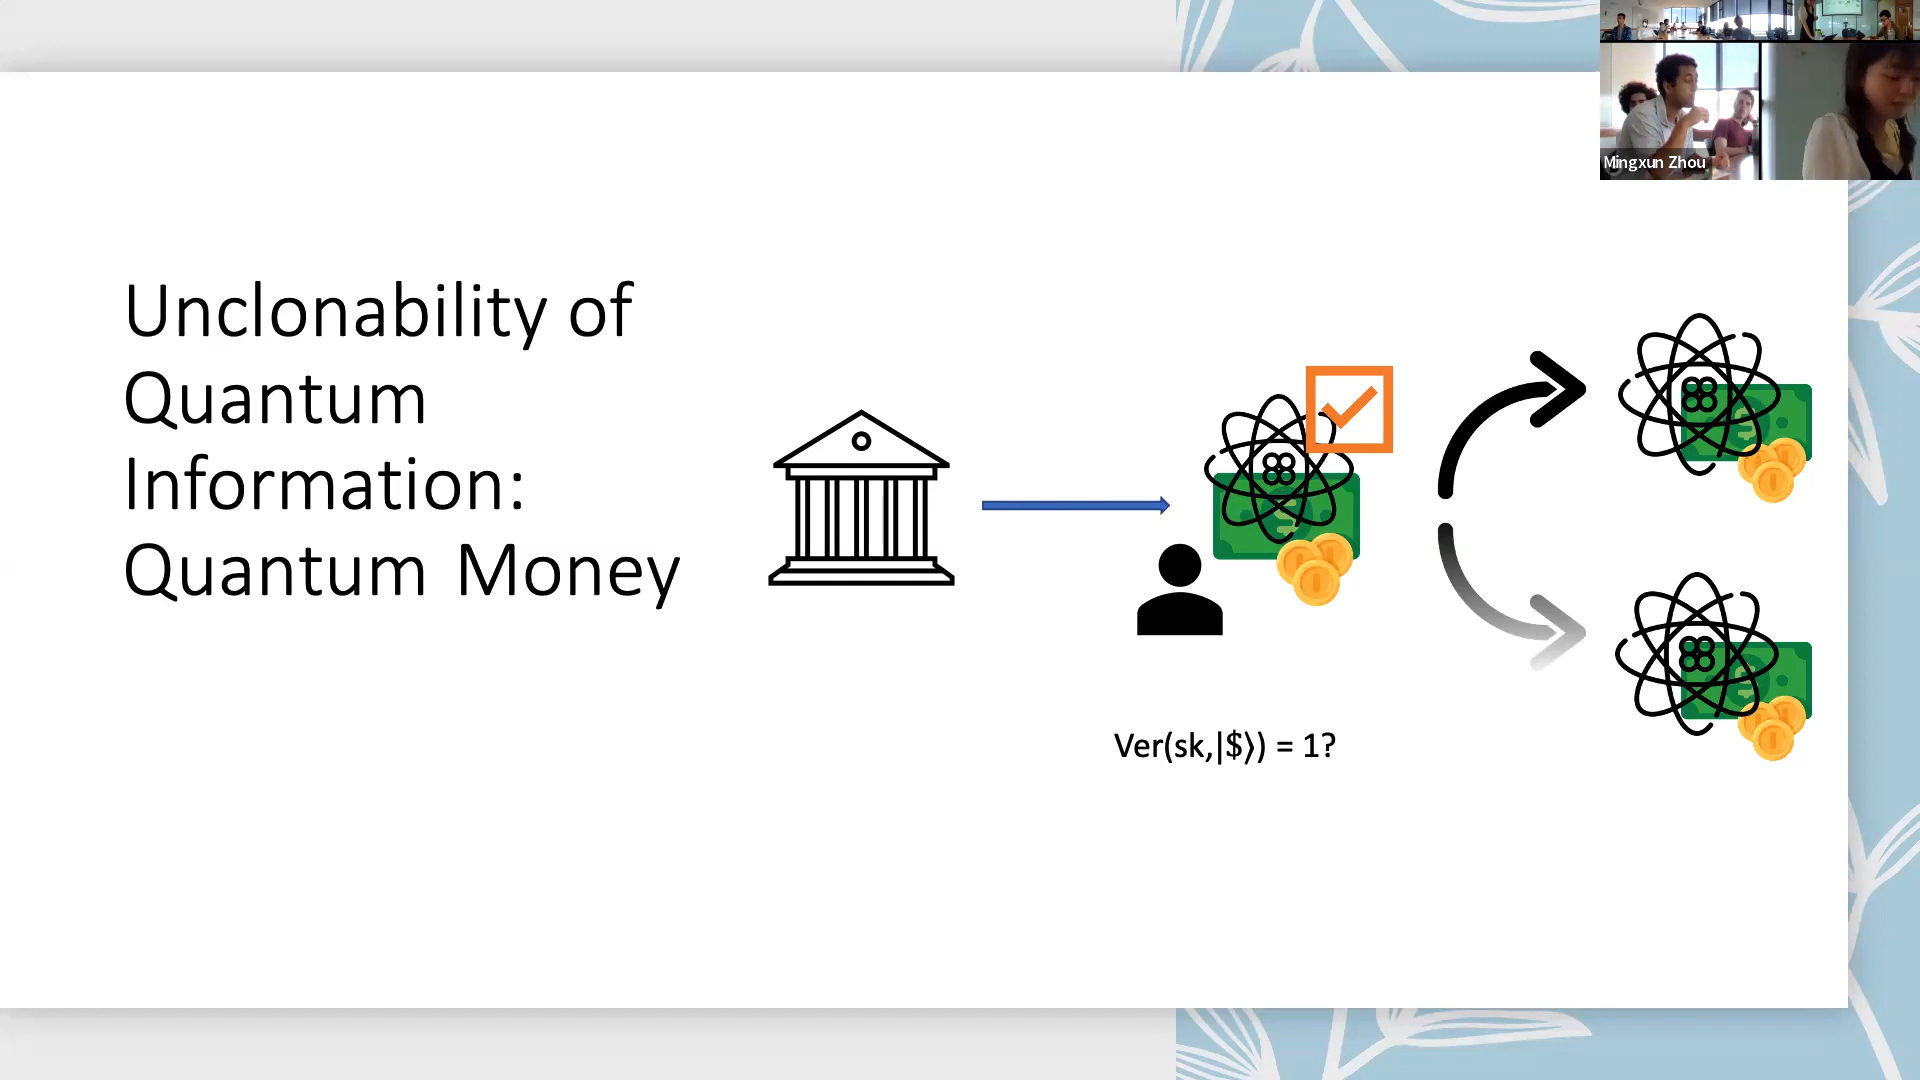 Mingxun Zhou
Unclonability of
Quantum
Information:
Quantum Money
Ver(sk,|$⟩) = 1?